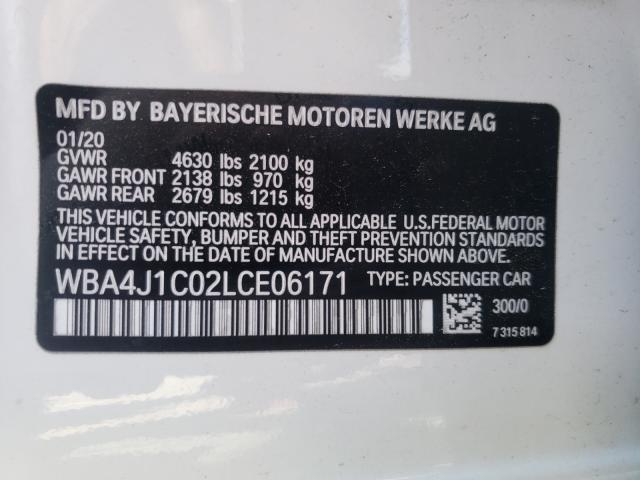 MFD BY BAYERISCHE MOTOREN WERKE AG
01/20
GVWR 4630 lbs 2100 kg
GAWR FRONT 2138 lbs 970 kg
GAWR REAR 2679 lbs 1215 kg
THIS VEHICLE CONFORMS TO ALL APPLICABLE U.S.FEDERAL MOTOR
VEHICLE SAFETY, BUMPER AND THEFT PREVENTION STANDARDS
IN EFFECT ON THE DATE OF MANUFACTURE SHOWN ABOVE.
WBA4J1C02LCE06171 TYPE: PASSENGER CAR
300/0
7 315 814